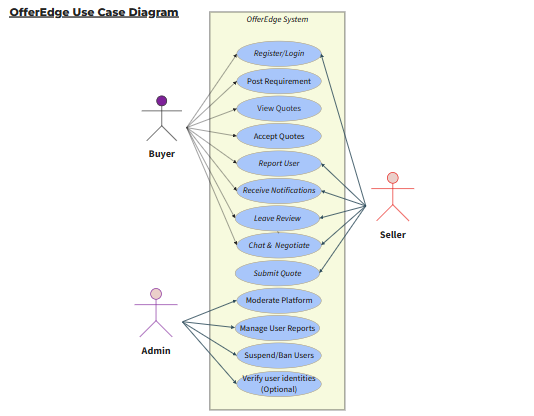 OfferEdge Use Case Diagram
OfferEdge System
Register/Login
Post Requirement
View Quotes
Accept Quotes
Buyer
Report User
Receive Notifications
Leave Review
Seller
Chat & Negotiate
Submit Quote
Moderate Platform
Manage User Reports
Admin
Suspend/Ban Users
Verify user identities
(Optional)